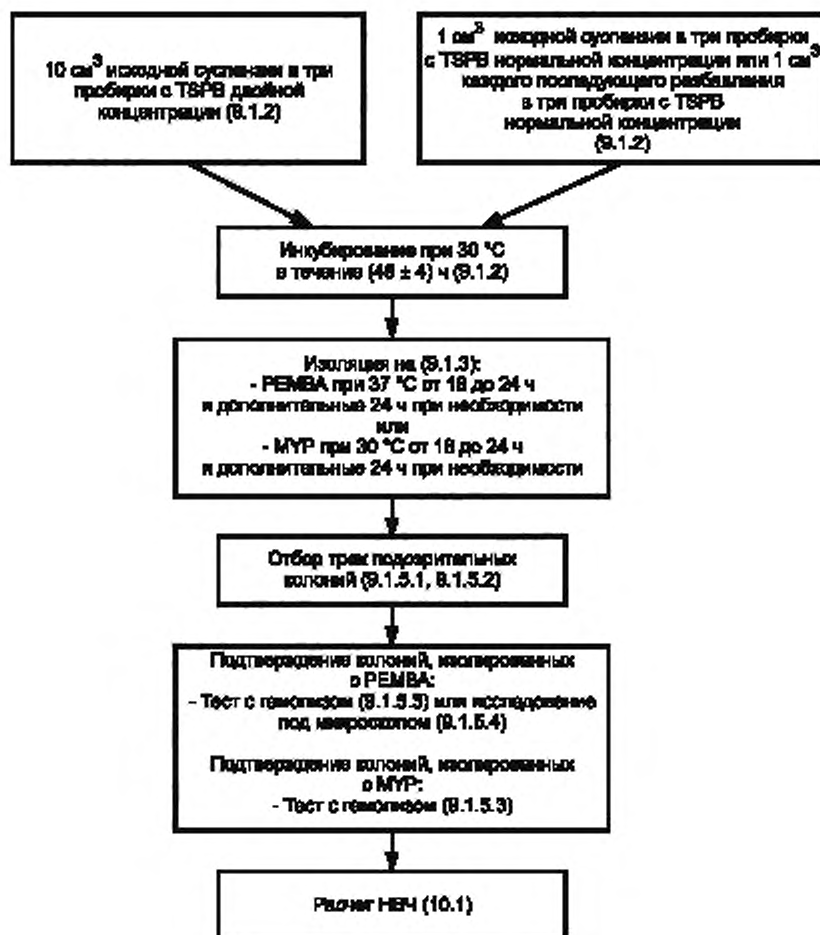 10 см³ исходной суспензии в три
пробирки с TSPB двойной
концентрации (9.1.2)
1 см³ исходной суспензии в три пробирки
с TSPB нормальной концентрации или 1 см³
каждого последующего разбавления
в три пробирки с TSPB
нормальной концентрации
(9.1.2)
Инкубирование при 30 °C
в течение (48 ± 4) ч (9.1.2)
Изоляция на (9.1.3):
- PEMBA при 37 °C от 18 до 24 ч
и дополнительные 24 ч при необходимости
или
- MYP при 30 °C от 18 до 24 ч
и дополнительные 24 ч при необходимости
Отбор трех подозрительных
колоний (9.1.5.1, 9.1.5.2)
Подтверждение колоний, изолированных
с PEMBA:
- Тест с гемолизом (9.1.5.3) или исследование
под микроскопом (9.1.5.4)
Подтверждение колоний, изолированных
с MYP:
- Тест с гемолизом (9.1.5.3)
Расчет НВЧ (10.1)